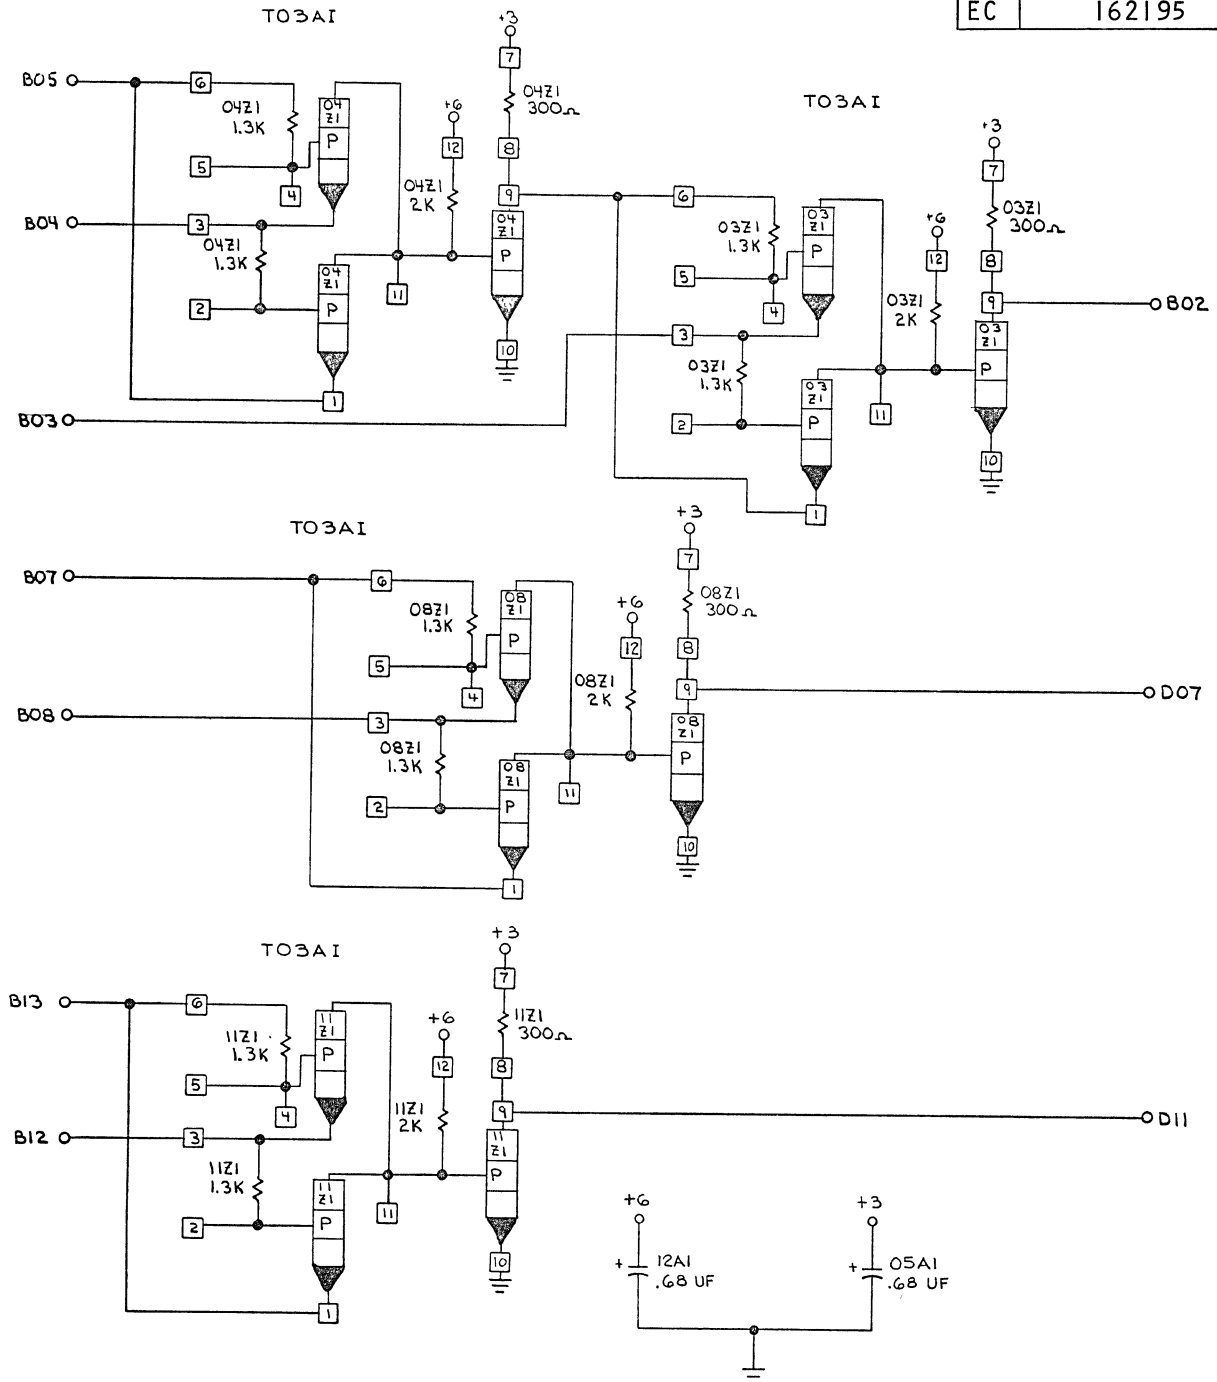 EC 162195
T03AI
+3
7
B05
6
04Z1
1.3K
04
Z1
P
04Z1
300Ω
+6
12
8
5
4
04Z1
2K
9
B04
3
04Z1
1.3K
04
Z1
P
04
Z1
P
11
2
10
1
B03
T03AI
+3
7
6
03Z1
1.3K
03
Z1
P
03Z1
300Ω
+6
12
8
5
4
03Z1
2K
9
B02
3
03Z1
1.3K
03
Z1
P
03
Z1
P
11
2
10
1
T03AI
+3
7
B07
6
08Z1
1.3K
08
Z1
P
08Z1
300Ω
+6
12
8
5
4
08Z1
2K
9
D07
B08
3
08Z1
1.3K
08
Z1
P
08
Z1
P
11
2
10
1
T03AI
+3
7
B13
6
11Z1
1.3K
11
Z1
P
11Z1
300Ω
+6
12
8
5
4
11Z1
2K
9
D11
B12
3
11Z1
1.3K
11
Z1
P
11
Z1
P
11
2
10
1
+6
+3
+ 12A1
.68 UF
+ 05A1
.68 UF